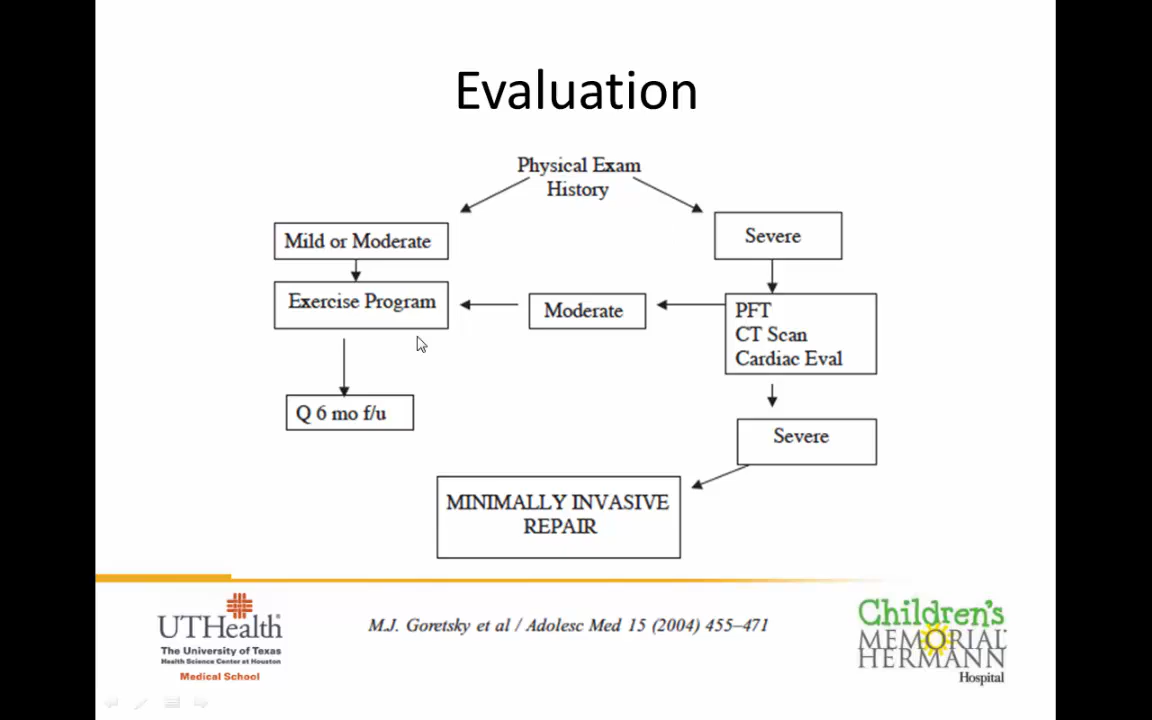 Evaluation
Physical Exam
History
Mild or Moderate
Severe
Exercise Program
Moderate
PFT
CT Scan
Cardiac Eval
Q 6 mo f/u
Severe
MINIMALLY INVASIVE
REPAIR
UTHealth
The University of Texas
Health Science Center at Houston
Medical School
M.J. Goretsky et al / Adolesc Med 15 (2004) 455–471
Children's
MEMORIAL
HERMANN
Hospital